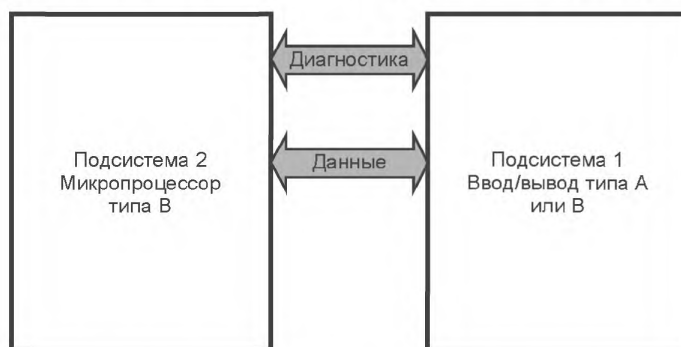 Диагностика
Данные
Подсистема 2
Микропроцессор
типа В
Подсистема 1
Ввод/вывод типа А
или В